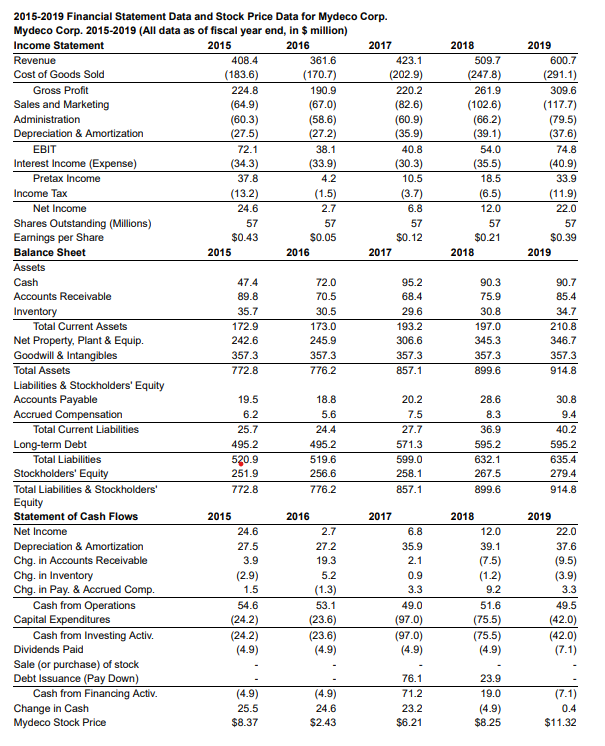 2015-2019 Financial Statement Data and Stock Price Data for Mydeco Corp.
Mydeco Corp. 2015-2019 (All data as of fiscal year end, in $ million)
Income Statement 2015 2016 2017 2018 2019
Revenue 408.4 361.6 423.1 509.7 600.7
Cost of Goods Sold (183.6) (170.7) (202.9) (247.8) (291.1)
Gross Profit 224.8 190.9 220.2 261.9 309.6
Sales and Marketing (64.9) (67.0) (82.6) (102.6) (117.7)
Administration (60.3) (58.6) (60.9) (66.2) (79.5)
Depreciation & Amortization (27.5) (27.2) (35.9) (39.1) (37.6)
EBIT 72.1 38.1 40.8 54.0 74.8
Interest Income (Expense) (34.3) (33.9) (30.3) (35.5) (40.9)
Pretax Income 37.8 4.2 10.5 18.5 33.9
Income Tax (13.2) (1.5) (3.7) (6.5) (11.9)
Net Income 24.6 2.7 6.8 12.0 22.0
Shares Outstanding (Millions) 57 57 57 57 57
Earnings per Share $0.43 $0.05 $0.12 $0.21 $0.39
Balance Sheet 2015 2016 2017 2018 2019
Assets
Cash 47.4 72.0 95.2 90.3 90.7
Accounts Receivable 89.8 70.5 68.4 75.9 85.4
Inventory 35.7 30.5 29.6 30.8 34.7
Total Current Assets 172.9 173.0 193.2 197.0 210.8
Net Property, Plant & Equip. 242.6 245.9 306.6 345.3 346.7
Goodwill & Intangibles 357.3 357.3 357.3 357.3 357.3
Total Assets 772.8 776.2 857.1 899.6 914.8
Liabilities & Stockholders' Equity
Accounts Payable 19.5 18.8 20.2 28.6 30.8
Accrued Compensation 6.2 5.6 7.5 8.3 9.4
Total Current Liabilities 25.7 24.4 27.7 36.9 40.2
Long-term Debt 495.2 495.2 571.3 595.2 595.2
Total Liabilities 520.9 519.6 599.0 632.1 635.4
Stockholders' Equity 251.9 256.6 258.1 267.5 279.4
Total Liabilities & Stockholders' 772.8 776.2 857.1 899.6 914.8
Equity
Statement of Cash Flows 2015 2016 2017 2018 2019
Net Income 24.6 2.7 6.8 12.0 22.0
Depreciation & Amortization 27.5 27.2 35.9 39.1 37.6
Chg. in Accounts Receivable 3.9 19.3 2.1 (7.5) (9.5)
Chg. in Inventory (2.9) 5.2 0.9 (1.2) (3.9)
Chg. in Pay. & Accrued Comp. 1.5 (1.3) 3.3 9.2 3.3
Cash from Operations 54.6 53.1 49.0 51.6 49.5
Capital Expenditures (24.2) (23.6) (97.0) (75.5) (42.0)
Cash from Investing Activ. (24.2) (23.6) (97.0) (75.5) (42.0)
Dividends Paid (4.9) (4.9) (4.9) (4.9) (7.1)
Sale (or purchase) of stock - - - - -
Debt Issuance (Pay Down) - - 76.1 23.9 -
Cash from Financing Activ. (4.9) (4.9) 71.2 19.0 (7.1)
Change in Cash 25.5 24.6 23.2 (4.9) 0.4
Mydeco Stock Price $8.37 $2.43 $6.21 $8.25 $11.32